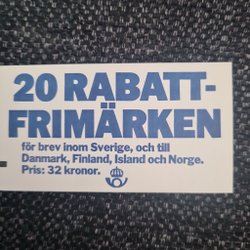 20 RABATT-
FRIMÄRKEN
för brev inom Sverige, och till
Danmark, Finland, Island och Norge.
Pris: 32 kronor.